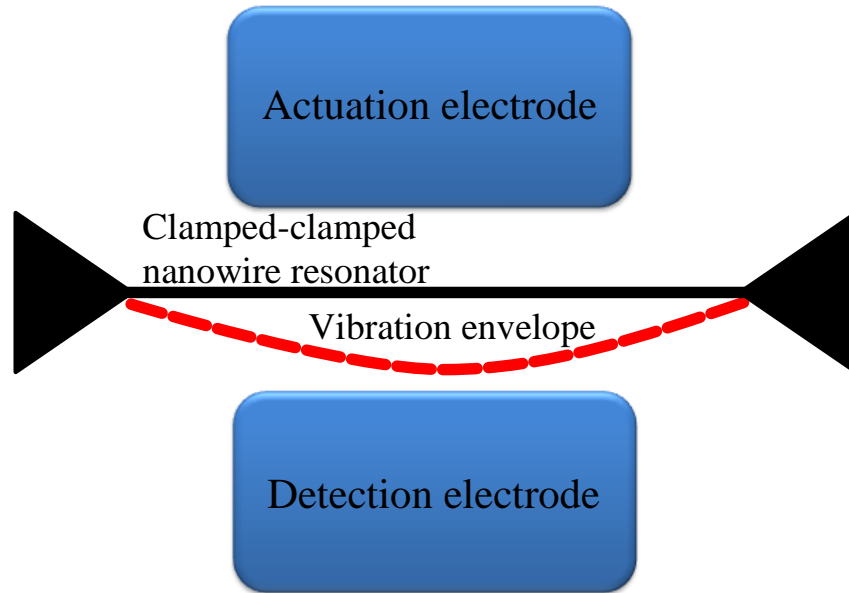 Actuation electrode
Clamped-clamped
nanowire resonator
Vibration envelope
Detection electrode